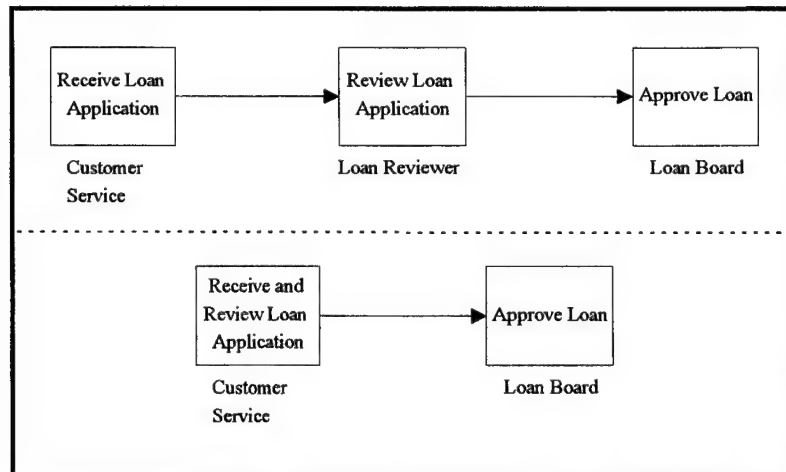 Receive Loan
Application
Review Loan
Application
Approve Loan
Customer
Service
Loan Reviewer
Loan Board
Receive and
Review Loan
Application
Approve Loan
Customer
Service
Loan Board